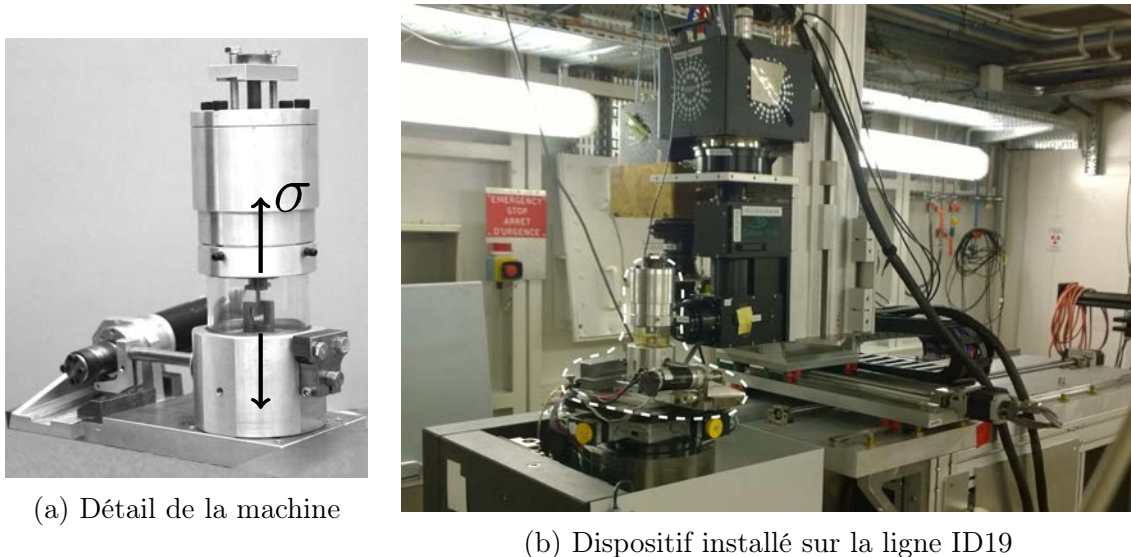 σ
EMERGENCY
STOP
ARRET
D'URGENCE
(a) Détail de la machine
(b) Dispositif installé sur la ligne ID19